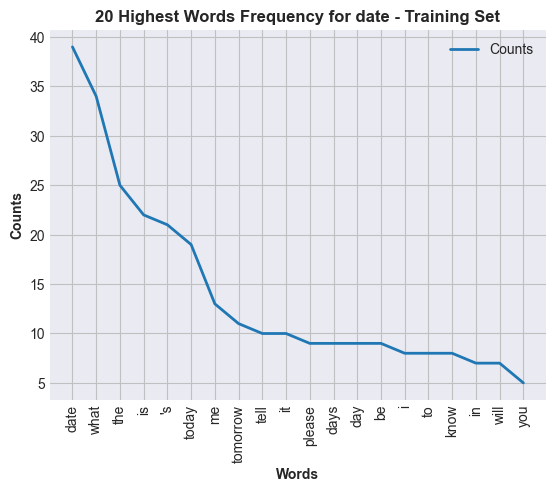 20 Highest Words Frequency for date - Training Set
Counts
Counts
40
35
30
25
20
15
10
5
date
what
the
is
's
today
me
tomorrow
tell
it
please
days
day
be
i
to
know
in
will
you
Words